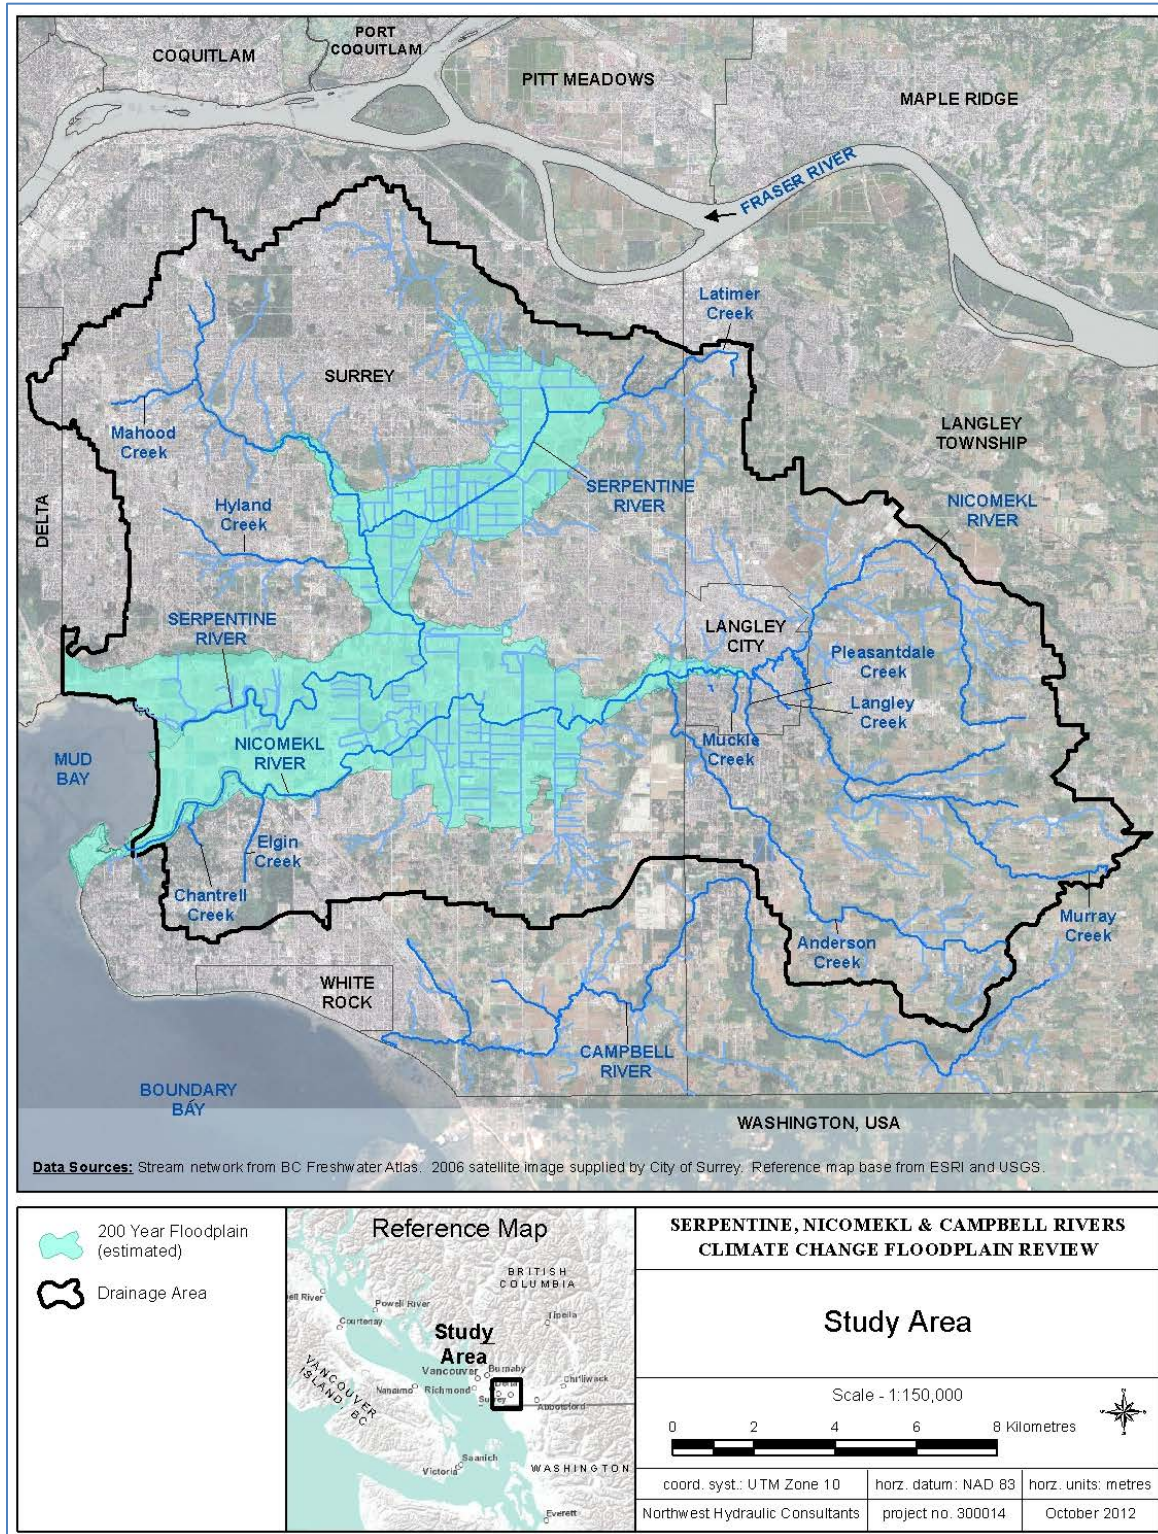 COQUITLAM
PORT
COQUITLAM
PITT MEADOWS
MAPLE RIDGE
FRASER RIVER
Latimer
Creek
SURREY
Mahood
Creek
LANGLEY
TOWNSHIP
DELTA
Hyland
Creek
SERPENTINE
RIVER
NICOMEKL
RIVER
SERPENTINE
RIVER
LANGLEY
CITY
Pleasantdale
Creek
Langley
Creek
Muckle
Creek
MUD
BAY
NICOMEKL
RIVER
Elgin
Creek
Chantrell
Creek
Murray
Creek
Anderson
Creek
WHITE
ROCK
CAMPBELL
RIVER
BOUNDARY
BAY
WASHINGTON, USA
Data Sources: Stream network from BC Freshwater Atlas. 2006 satellite image supplied by City of Surrey. Reference map base from ESRI and USGS.
200 Year Floodplain
(estimated)
Drainage Area
Reference Map
BRITISH
COLUMBIA
ell River
Powell River
Courtenay
Study
Area
Vancouver
Burnaby
Nanaimo
Richmond
Surrey
Chilliwack
Abbotsford
VANCOUVER
ISLAND, BC
Saanich
Victoria
WASHINGTON
Everett
SERPENTINE, NICOMEKL & CAMPBELL RIVERS
CLIMATE CHANGE FLOODPLAIN REVIEW
Study Area
Scale - 1:150,000
0 2 4 6 8 Kilometres
coord. syst.: UTM Zone 10
horz. datum: NAD 83
horz. units: metres
Northwest Hydraulic Consultants
project no. 300014
October 2012